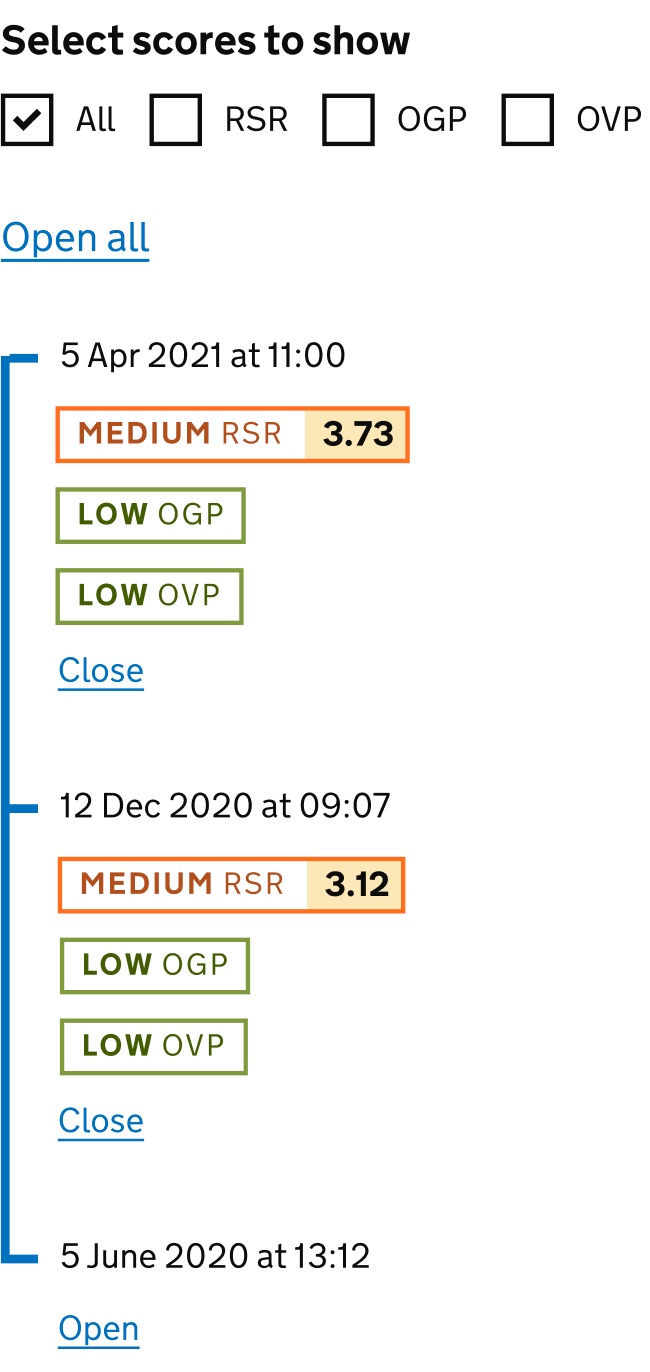 Select scores to show
All RSR OGP OVP
Open all
5 Apr 2021 at 11:00
MEDIUM RSR 3.73
LOW OGP
LOW OVP
Close
12 Dec 2020 at 09:07
MEDIUM RSR 3.12
LOW OGP
LOW OVP
Close
5 June 2020 at 13:12
Open